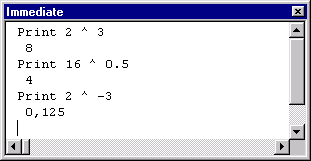 Immediate
Print 2 ^ 3
8
Print 16 ^ 0.5
4
Print 2 ^ -3
0,125